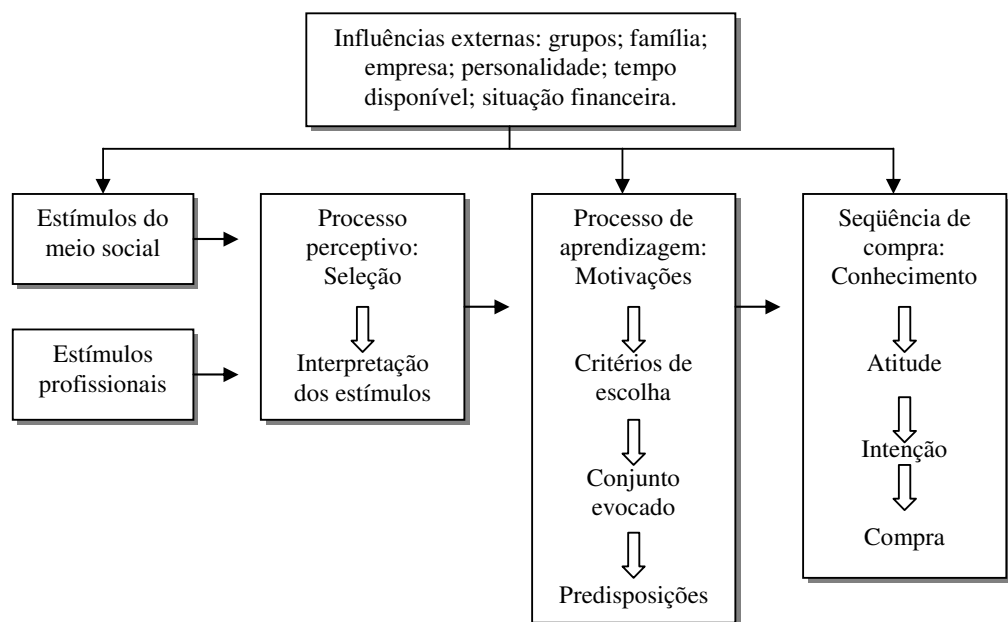 Influências externas: grupos; família;
empresa; personalidade; tempo
disponível; situação financeira.
Estímulos do
meio social
Estímulos
profissionais
Processo
perceptivo:
Seleção
Interpretação
dos estímulos
Processo de
aprendizagem:
Motivações
Critérios de
escolha
Conjunto
evocado
Predisposições
Seqüência de
compra:
Conhecimento
Atitude
Intenção
Compra